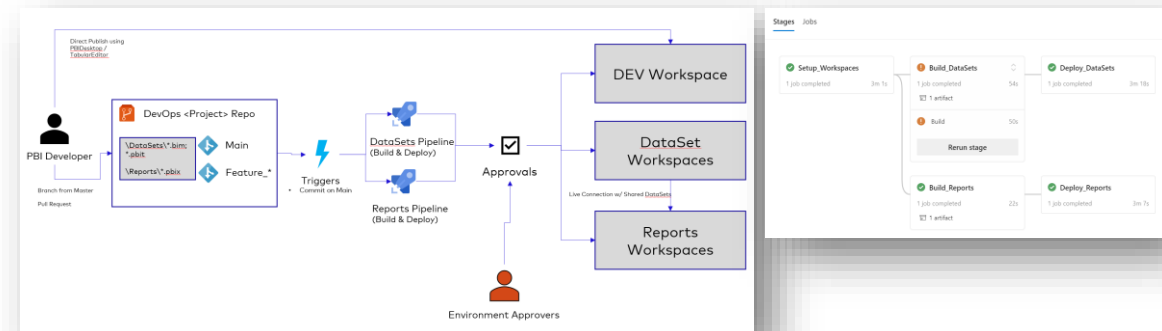 Direct Publish using
PBIDesktop /
TabularEditor
DEV Workspace
DevOps <Project> Repo
\DataSets\*.bim;
*.pbit
\Reports\*.pbix
Main
Feature_*
PBI Developer
Branch from Master
Pull Request
Triggers
• Commit on Main
DataSets Pipeline
(Build & Deploy)
Reports Pipeline
(Build & Deploy)
Approvals
DataSet
Workspaces
Live Connection w/ Shared DataSets
Reports
Workspaces
Environment Approvers
Stages Jobs
Setup_Workspaces
1 job completed 3m 1s
Build_DataSets
1 job completed 54s
1 artifact
Build 50s
Rerun stage
Deploy_DataSets
1 job completed 3m 18s
Build_Reports
1 job completed 22s
1 artifact
Deploy_Reports
1 job completed 3m 7s